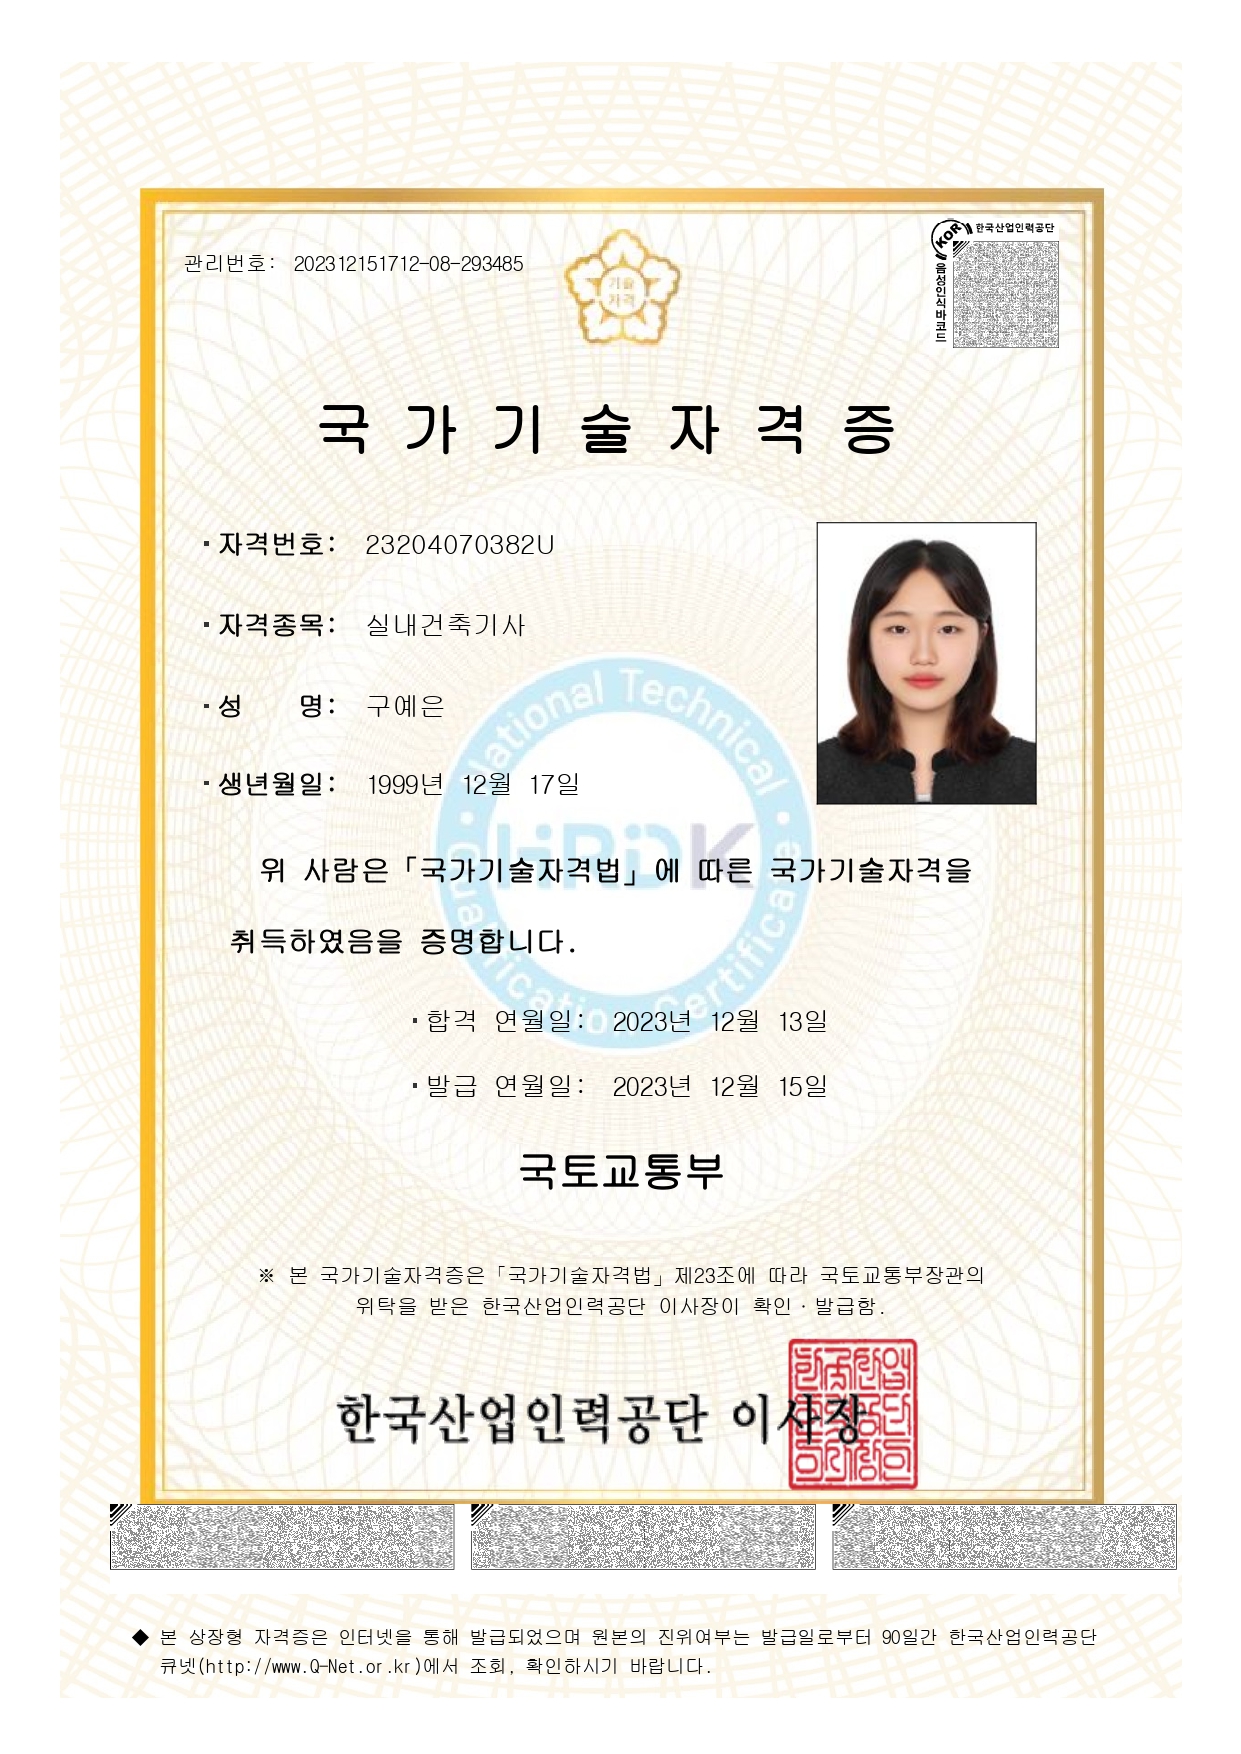 한국산업인력공단
KOR
음성인식바코드
관리번호: 202312151712-08-293485
기술
자격
국가기술자격증
· 자격번호: 23204070382U
· 자격종목: 실내건축기사
· 성 명: 구예은
· 생년월일: 1999년 12월 17일
National Technical
Qualification Certificate
HRDK
위 사람은「국가기술자격법」에 따른 국가기술자격을
취득하였음을 증명합니다.
· 합격 연월일: 2023년 12월 13일
· 발급 연월일: 2023년 12월 15일
국토교통부
※ 본 국가기술자격증은「국가기술자격법」제23조에 따라 국토교통부장관의
위탁을 받은 한국산업인력공단 이사장이 확인·발급함.
한국산업인력공단 이사장
◆ 본 상장형 자격증은 인터넷을 통해 발급되었으며 원본의 진위여부는 발급일로부터 90일간 한국산업인력공단
큐넷(http://www.Q-Net.or.kr)에서 조회, 확인하시기 바랍니다.